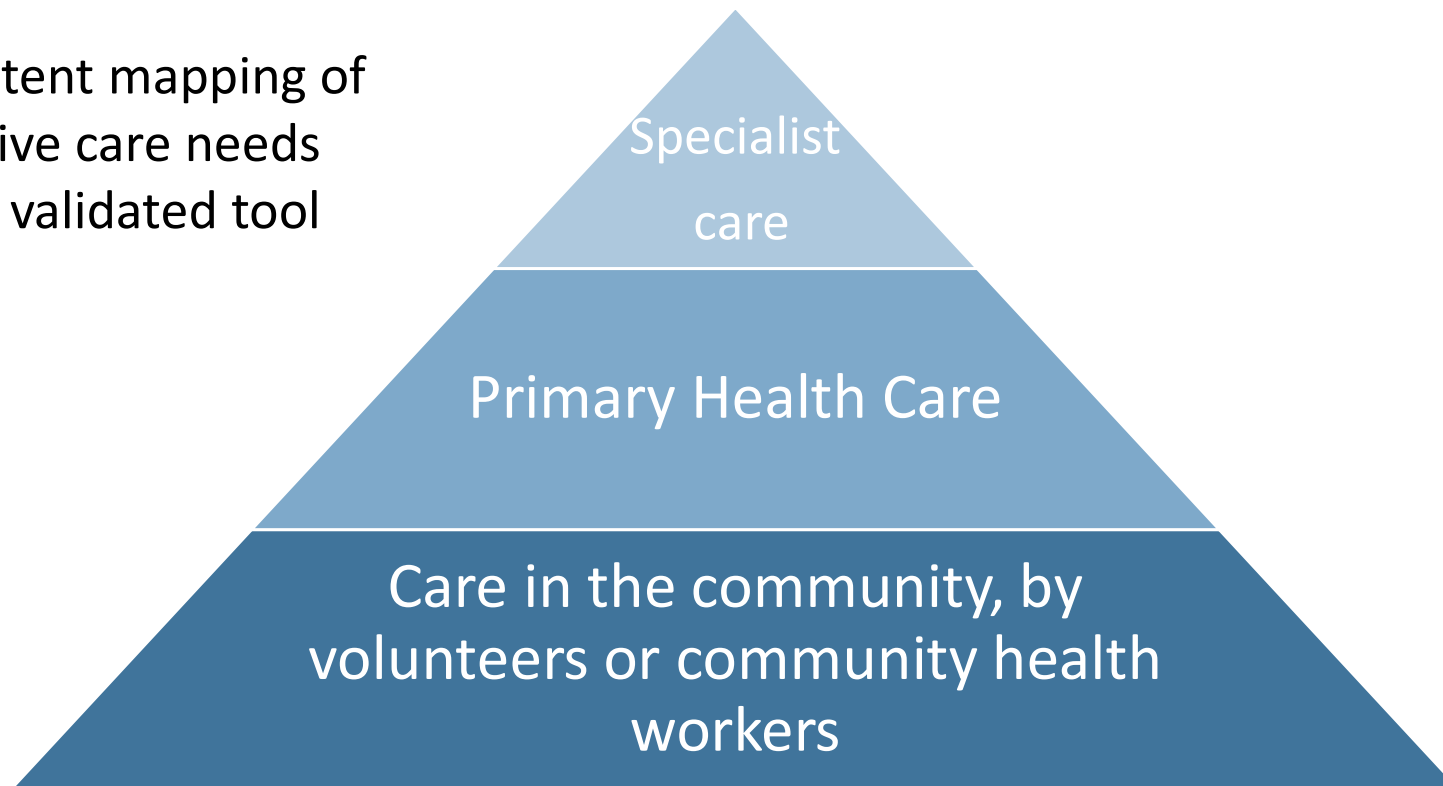 tent mapping of
ive care needs
validated tool
Specialist
care
Primary Health Care
Care in the community, by
volunteers or community health
workers